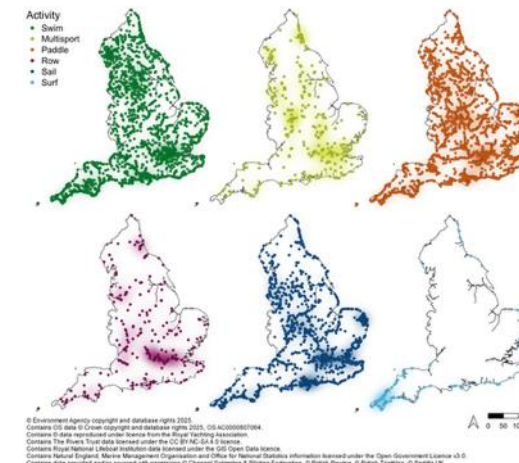 Activity
Swim
Multisport
Paddle
Row
Sail
Surf
0 50 10
© Environment Agency copyright and database rights 2025.
Contains OS data © Crown copyright and database rights 2025, OS AC0000807064.
Contains © data reproduced under licence from the Royal Yachting Association.
Contains The Rivers Trust data licensed under the CC BY-NC-SA 4.0 licence.
Contains Royal National Lifeboat Institution data licensed under the GIS Open Data licence.
Contains Natural England, Marine Management Organisation and Office for National Statistics information licensed under the Open Government Licence v3.0.